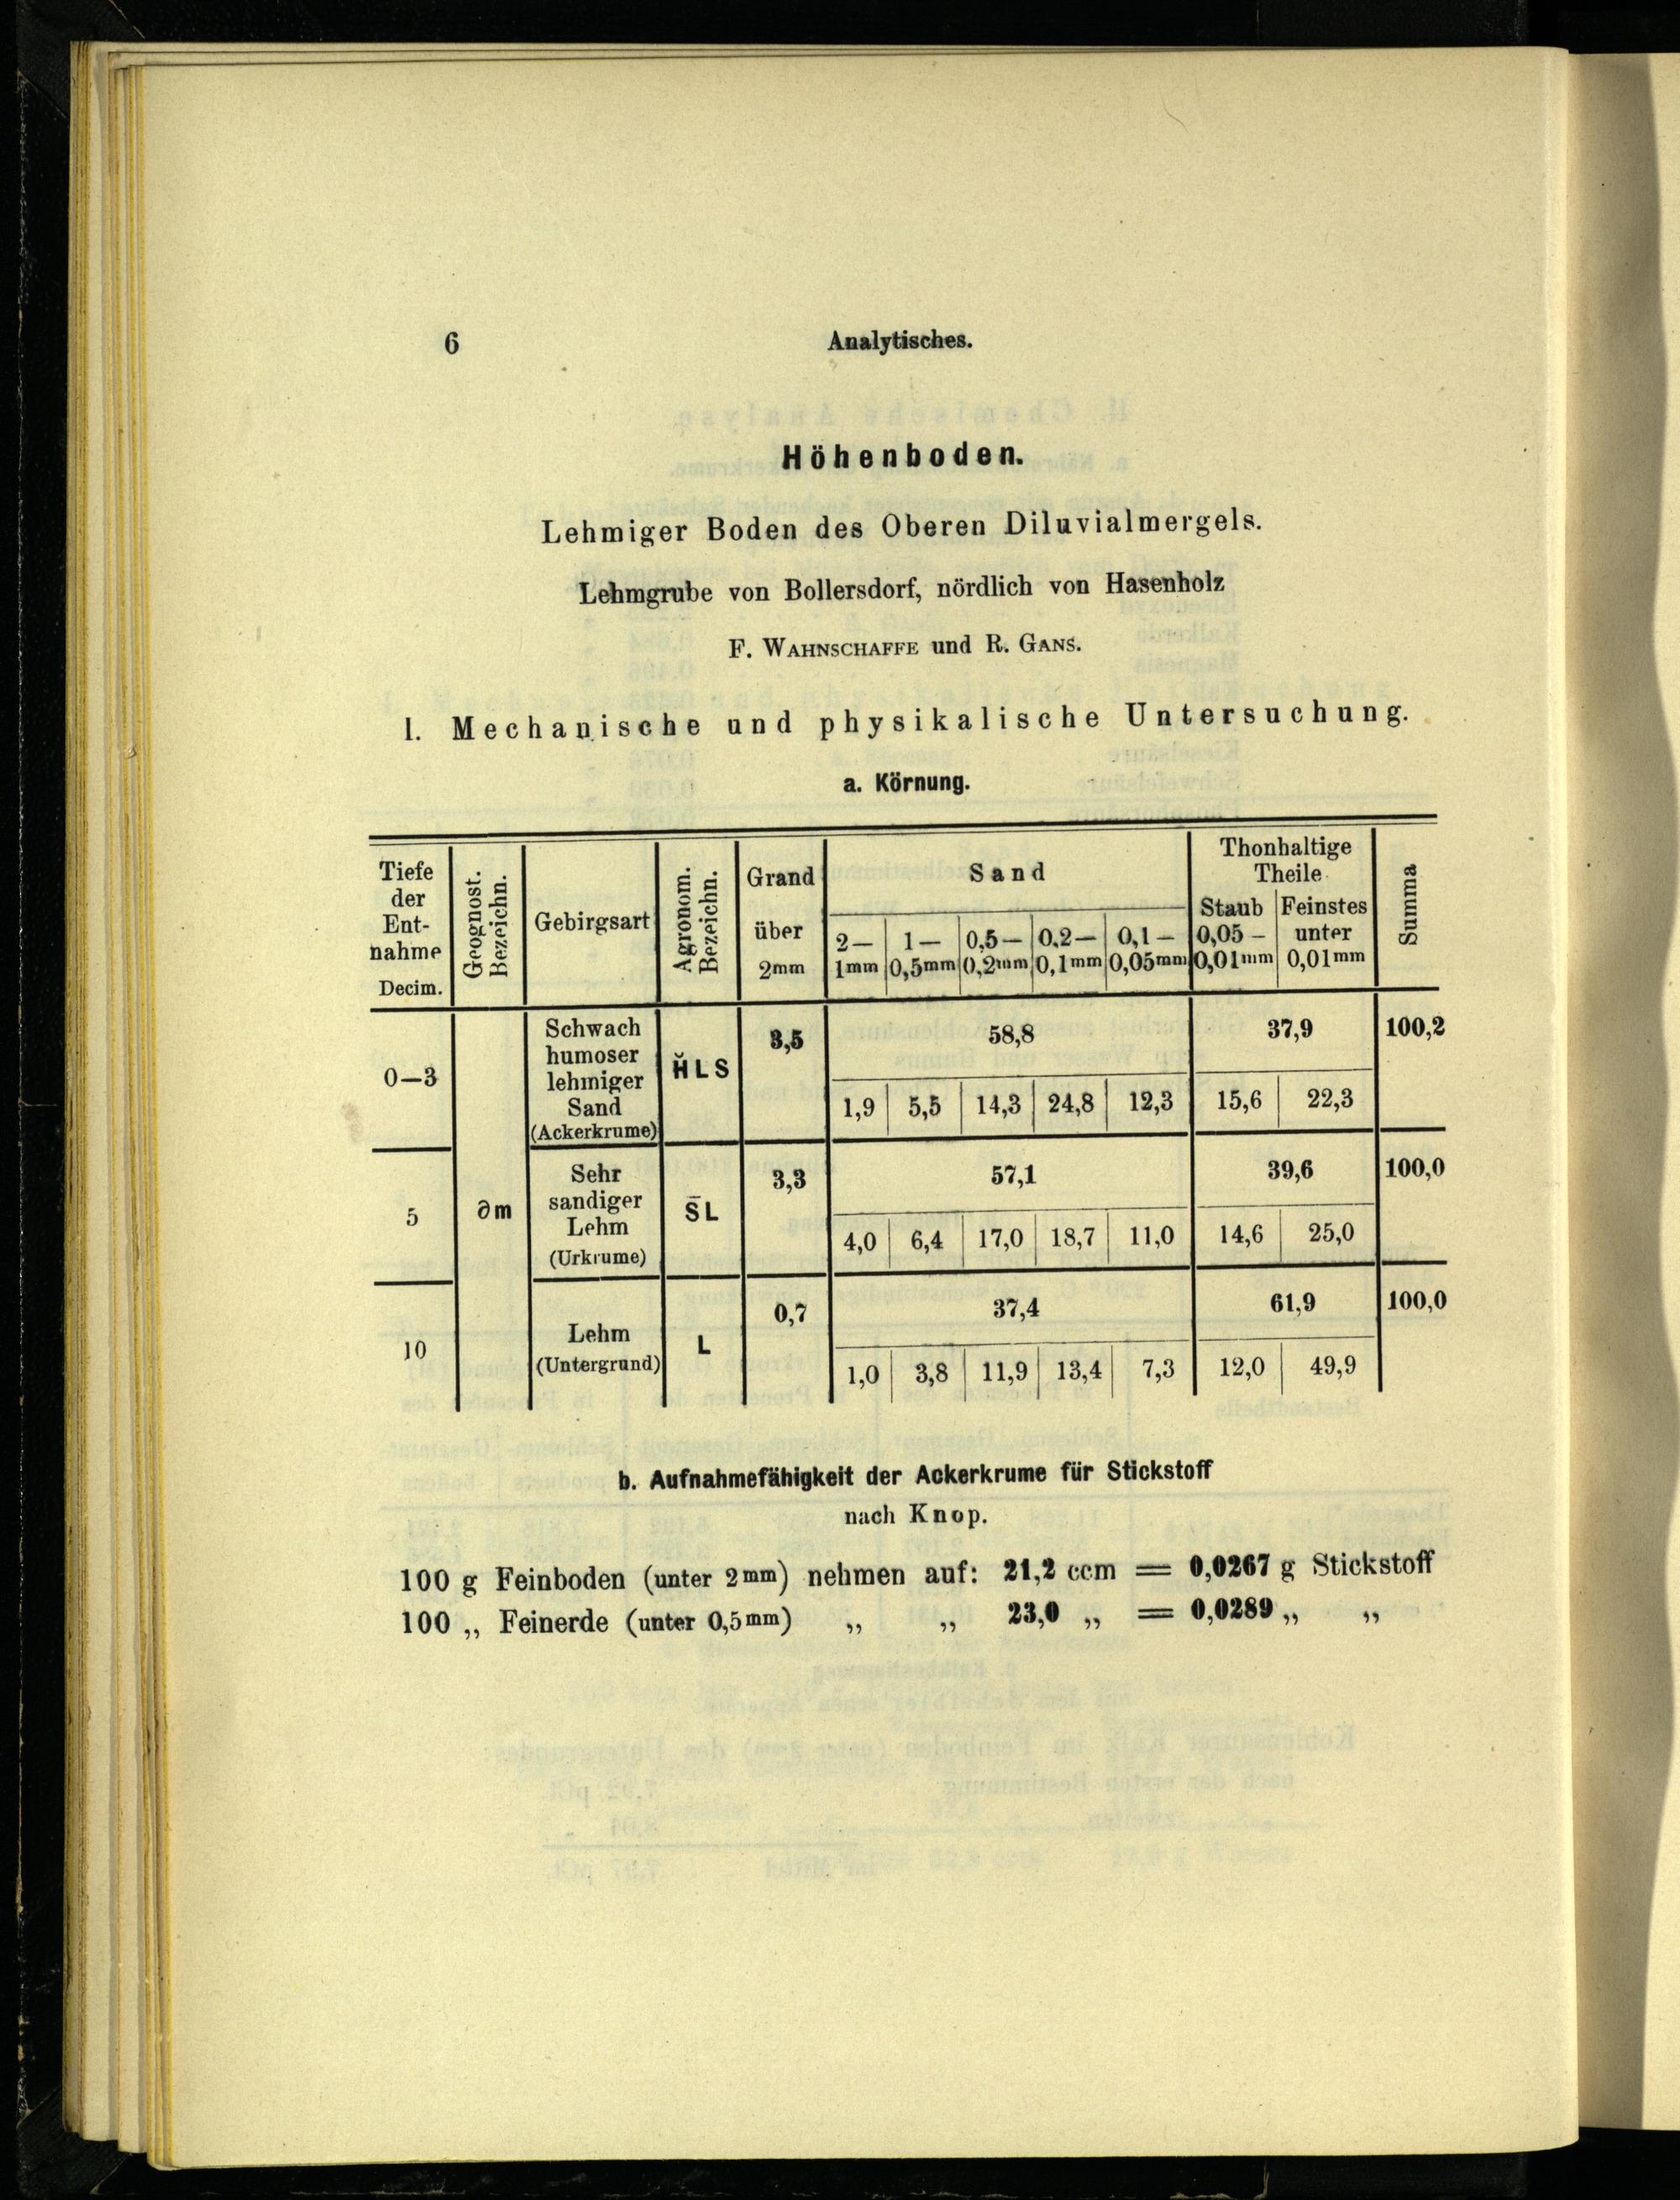 6 Analytisches.
Höhenboden.
Lehmiger Boden des Oberen Diluvialmergels.
Lehmgrube von Bollersdorf, nördlich von Hasenholz
F. WAHNSCHAFFE und R. GANS.
I. Mechanische und physikalische Untersuchung.
a. Körnung.
Tiefe der Ent-nahme Decim. | Geognost. Bezeichn. | Gebirgsart | Agronom. Bezeichn. | Grand über 2mm | Sand | Thonhaltige Theile | Summa
2—1mm | 1—0,5mm | 0,5—0,2mm | 0,2—0,1mm | 0,1—0,05mm | Staub 0,05–0,01mm | Feinstes unter 0,01mm
0—3 | Schwach humoser lehmiger Sand (Ackerkrume) | H̆LS | 3,5 | 58,8 | 37,9 | 100,2
1,9 | 5,5 | 14,3 | 24,8 | 12,3 | 15,6 | 22,3
5 | ∂m | Sehr sandiger Lehm (Urkrume) | S̄L | 3,3 | 57,1 | 39,6 | 100,0
4,0 | 6,4 | 17,0 | 18,7 | 11,0 | 14,6 | 25,0
10 | Lehm (Untergrund) | L | 0,7 | 37,4 | 61,9 | 100,0
1,0 | 3,8 | 11,9 | 13,4 | 7,3 | 12,0 | 49,9
b. Aufnahmefähigkeit der Ackerkrume für Stickstoff
nach Knop.
100 g Feinboden (unter 2mm) nehmen auf: 21,2 ccm = 0,0267 g Stickstoff
100 „ Feinerde (unter 0,5mm) „ „ 23,0 „ = 0,0289 „ „